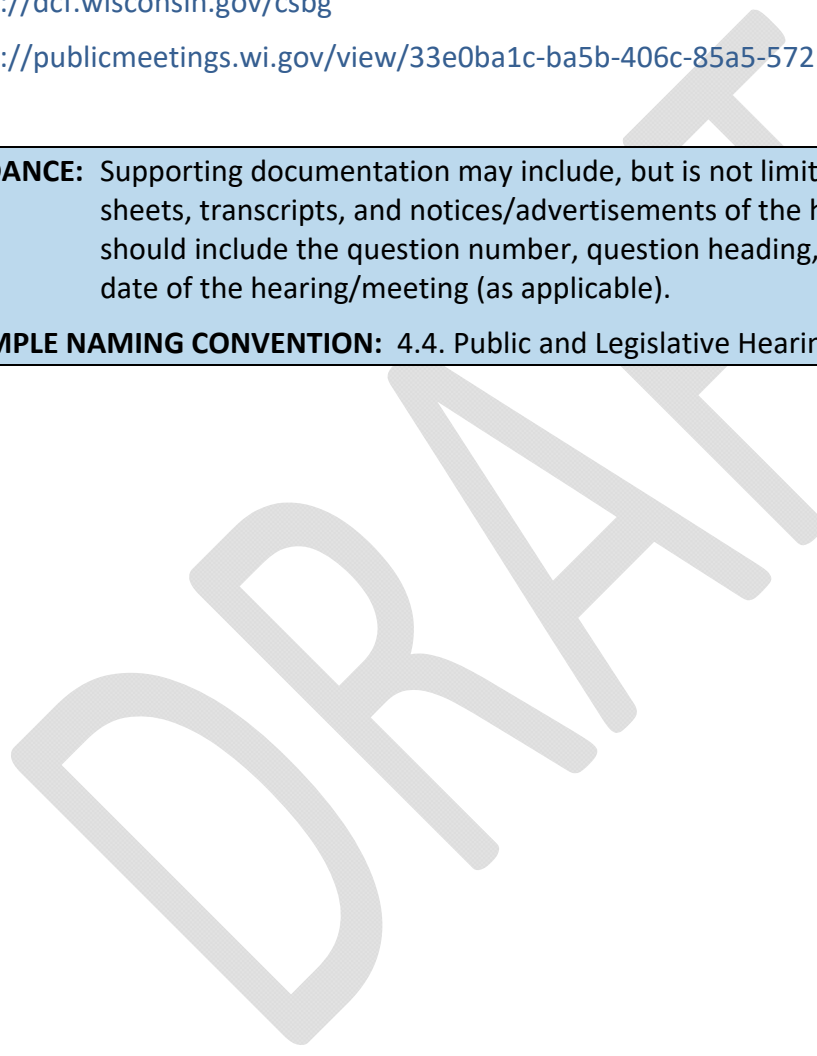 ://dcf.wisconsin.gov/csbg
://publicmeetings.wi.gov/view/33e0ba1c-ba5b-406c-85a5-572
DANCE: Supporting documentation may include, but is not limit
sheets, transcripts, and notices/advertisements of the h
should include the question number, question heading,
date of the hearing/meeting (as applicable).
MPLE NAMING CONVENTION: 4.4. Public and Legislative Hearin
DRAF